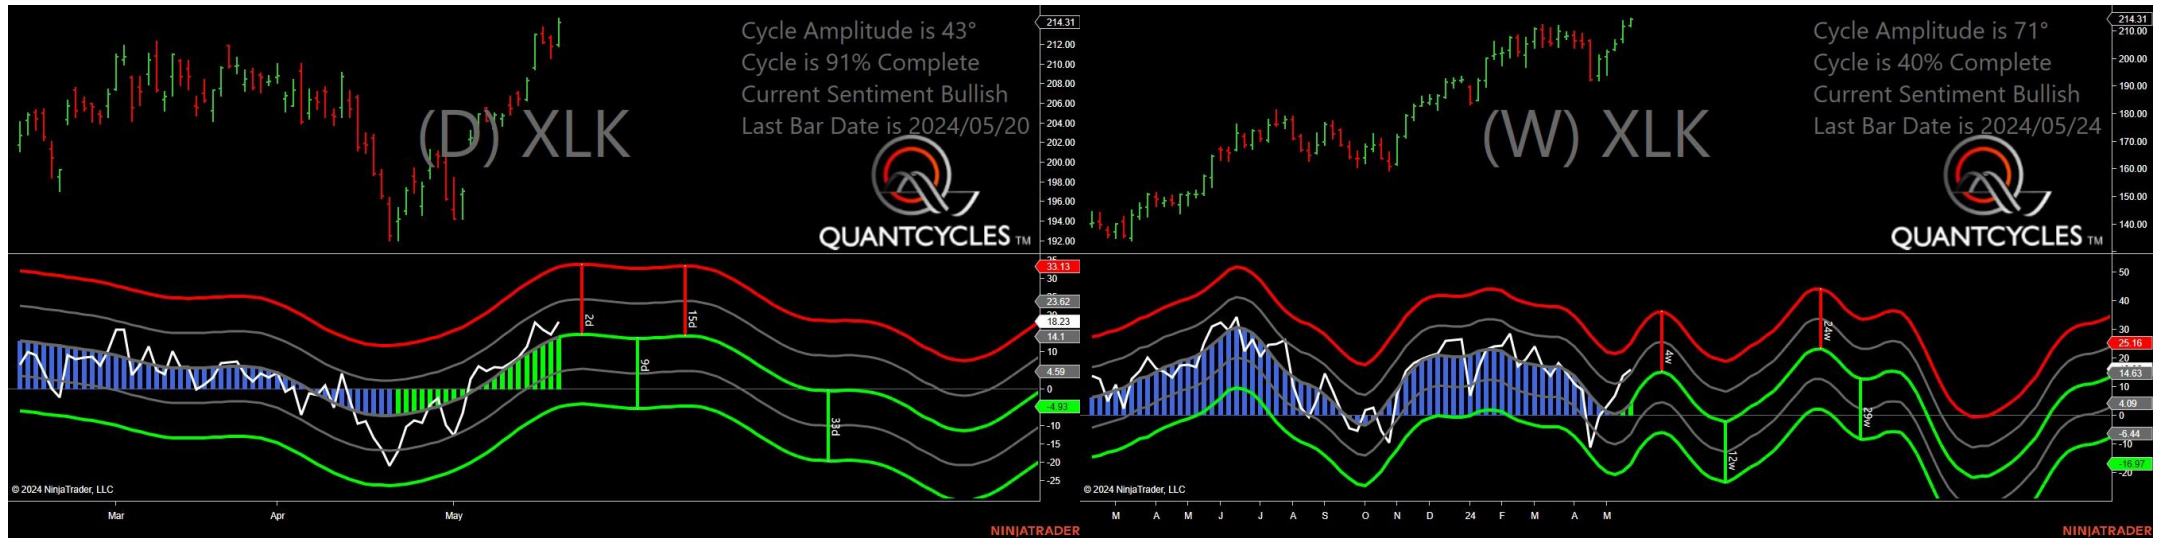 Cycle Amplitude is 43°
Cycle is 91% Complete
Current Sentiment Bullish
Last Bar Date is 2024/05/20
(D) XLK
QUANTCYCLES TM
214.31
212.00
210.00
208.00
206.00
204.00
202.00
200.00
198.00
196.00
194.00
192.00
33.13
30
23.62
18.23
14.1
10
4.59
0
-4.93
-10
-15
-20
-25
2d
9d
15d
33d
© 2024 NinjaTrader, LLC
Mar Apr May
NINJATRADER
Cycle Amplitude is 71°
Cycle is 40% Complete
Current Sentiment Bullish
Last Bar Date is 2024/05/24
(W) XLK
QUANTCYCLES TM
214.31
210.00
200.00
190.00
180.00
170.00
160.00
150.00
140.00
50
40
30
25.16
20
14.63
10
4.09
0
-6.44
-10
-16.97
4w
12w
24w
29w
© 2024 NinjaTrader, LLC
M A M J J A S O N D 24 F M A M
NINJATRADER